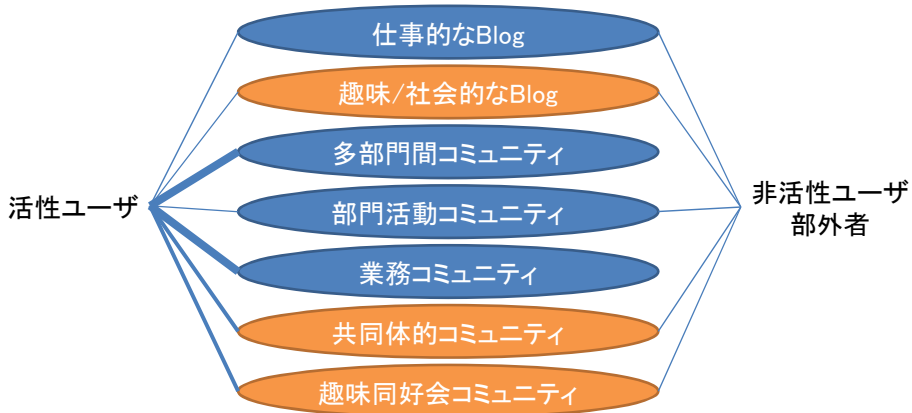 仕事的なBlog
趣味/社会的なBlog
多部門間コミュニティ
活性ユーザ
部門活動コミュニティ
非活性ユーザ
部外者
業務コミュニティ
共同体的コミュニティ
趣味同好会コミュニティ